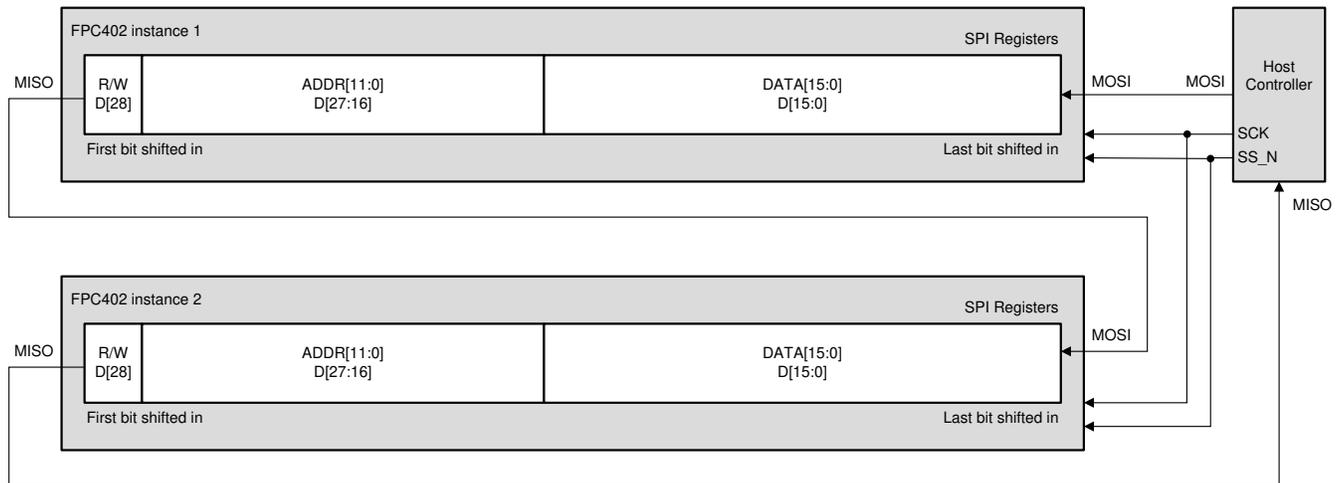 FPC402 instance 1
SPI Registers
MISO
R/W
D[28]
ADDR[11:0]
D[27:16]
DATA[15:0]
D[15:0]
First bit shifted in
Last bit shifted in
MOSI
MOSI
Host
Controller
SCK
SS_N
MISO
FPC402 instance 2
SPI Registers
MISO
R/W
D[28]
ADDR[11:0]
D[27:16]
DATA[15:0]
D[15:0]
MOSI
First bit shifted in
Last bit shifted in